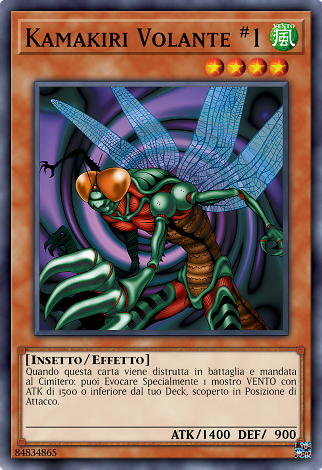 Kamakiri Volante #1
VENTO
風
[Insetto/Effetto]
Quando questa carta viene distrutta in battaglia e mandata
al Cimitero: puoi Evocare Specialmente 1 mostro VENTO con
ATK di 1500 o inferiore dal tuo Deck, scoperto in Posizione di
Attacco.
ATK/1400 DEF/ 900
84834865